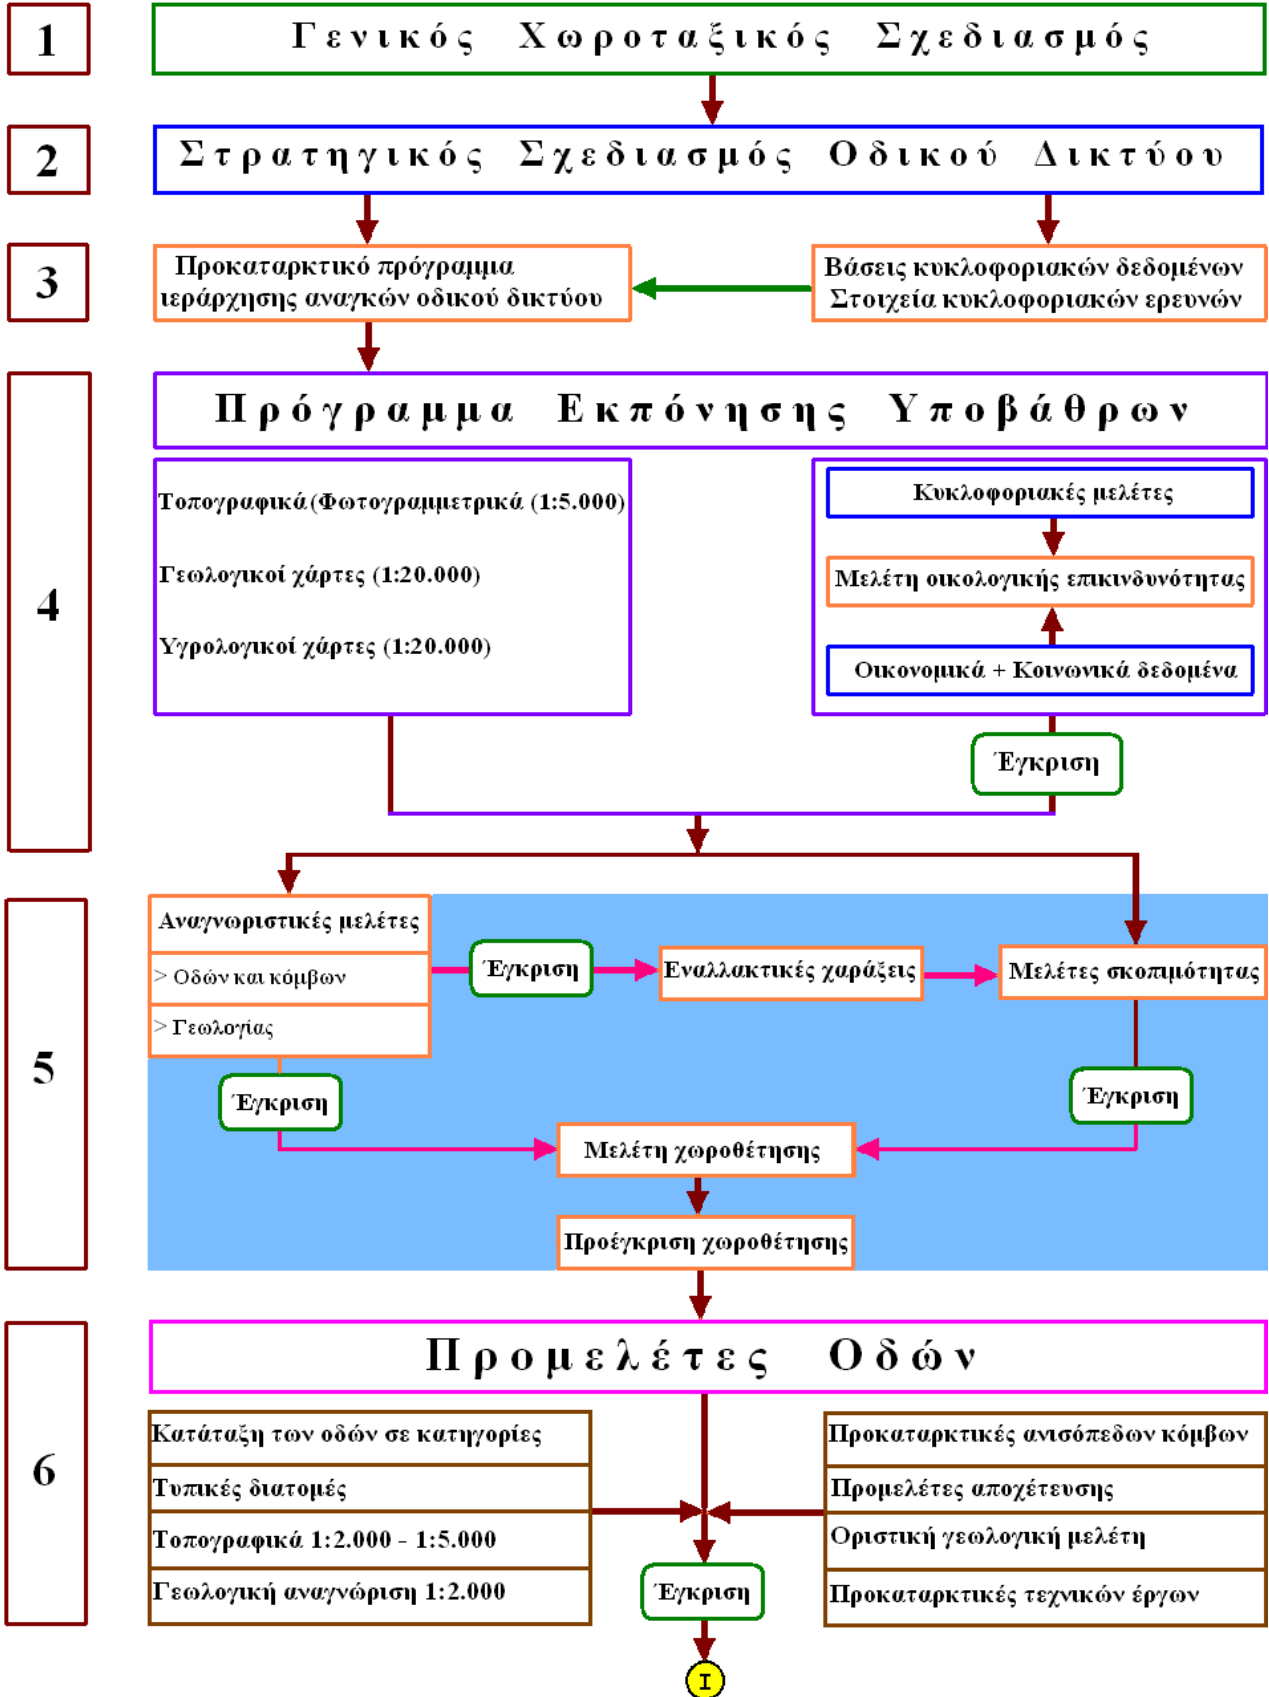 1
Γενικός Χωροταξικός Σχεδιασμός
2
Στρατηγικός Σχεδιασμός Οδικού Δικτύου
3
Προκαταρκτικό πρόγραμμα
ιεράρχησης αναγκών οδικού δικτύου
Βάσεις κυκλοφοριακών δεδομένων
Στοιχεία κυκλοφοριακών ερευνών
4
Πρόγραμμα Εκπόνησης Υποβάθρων
Τοπογραφικά (Φωτογραμμετρικά (1:5.000)
Γεωλογικοί χάρτες (1:20.000)
Υγρολογικοί χάρτες (1:20.000)
Κυκλοφοριακές μελέτες
Μελέτη οικολογικής επικινδυνότητας
Οικονομικά + Κοινωνικά δεδομένα
Έγκριση
5
Αναγνωριστικές μελέτες
> Οδών και κόμβων
> Γεωλογίας
Έγκριση
Εναλλακτικές χαράξεις
Μελέτες σκοπιμότητας
Έγκριση
Έγκριση
Μελέτη χωροθέτησης
Προέγκριση χωροθέτησης
6
Προμελέτες Οδών
Κατάταξη των οδών σε κατηγορίες
Τυπικές διατομές
Τοπογραφικά 1:2.000 - 1:5.000
Γεωλογική αναγνώριση 1:2.000
Προκαταρκτικές ανισόπεδων κόμβων
Προμελέτες αποχέτευσης
Οριστική γεωλογική μελέτη
Προκαταρκτικές τεχνικών έργων
Έγκριση
I